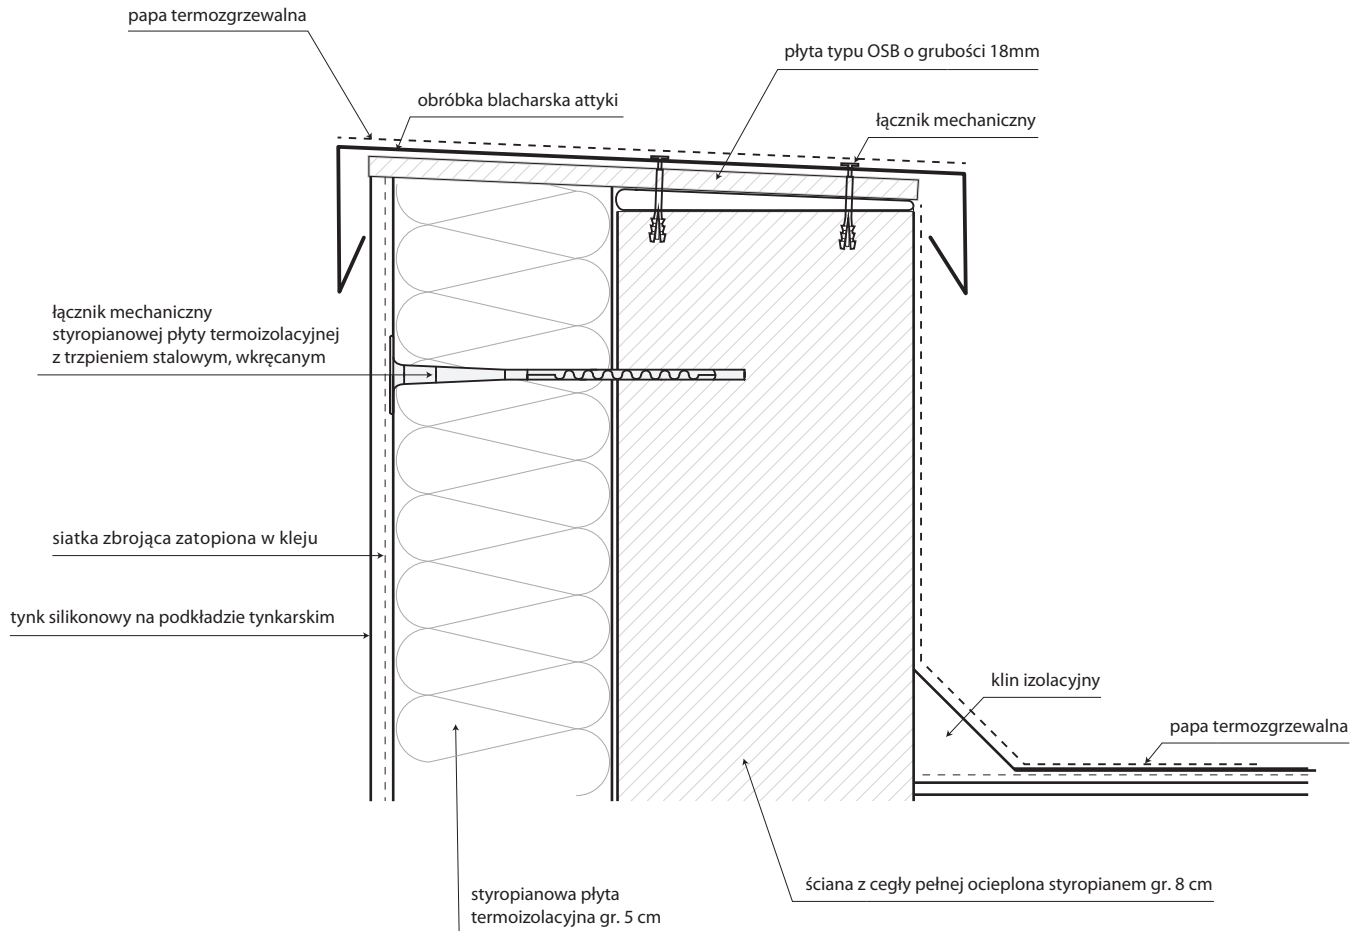 papa termozgrzewalna
płyta typu OSB o grubości 18mm
obróbka blacharska attyki
łącznik mechaniczny
łącznik mechaniczny
styropianowej płyty termoizolacyjnej
z trzpieniem stalowym, wkręcanym
siatka zbrojąca zatopiona w kleju
tynk silikonowy na podkładzie tynkarskim
klin izolacyjny
papa termozgrzewalna
styropianowa płyta
termoizolacyjna gr. 5 cm
ściana z cegły pełnej ocieplona styropianem gr. 8 cm